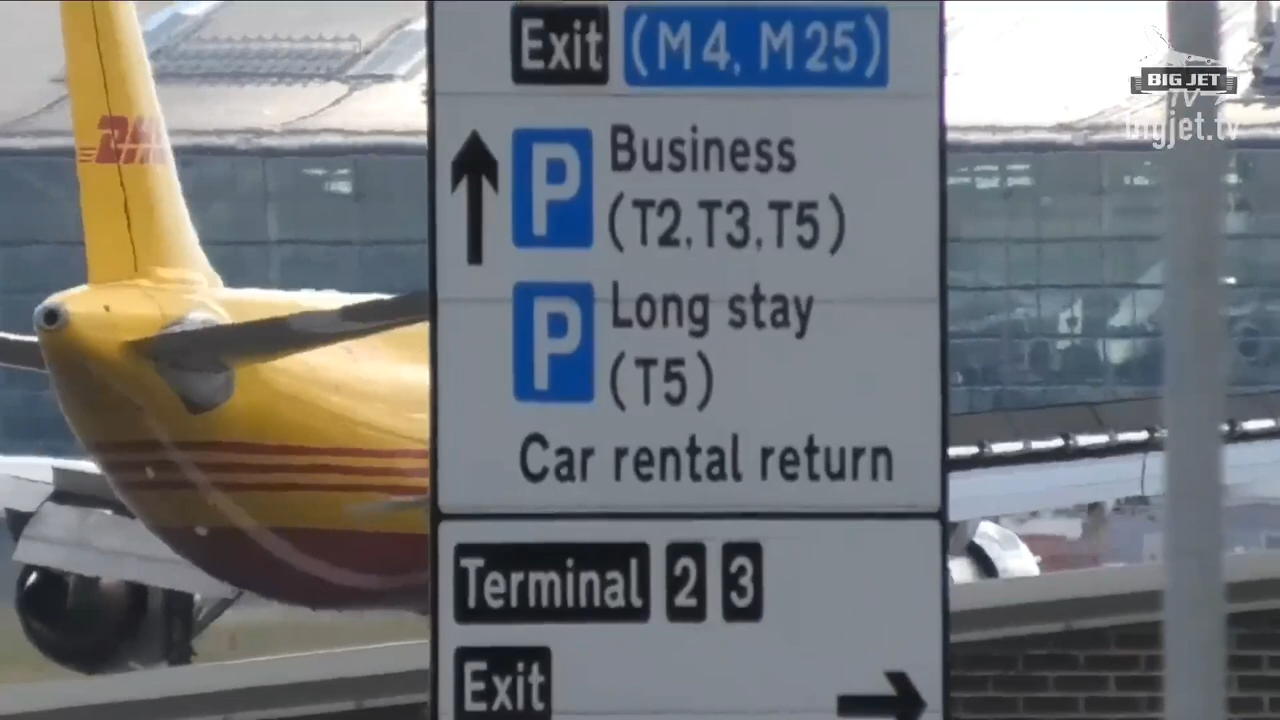 Exit (M4, M25)
Business
(T2,T3,T5)
P
Long stay
(T5)
P
Car rental return
Terminal 2 3
Exit
DHL
BIG JET
TV
bigjet.tv